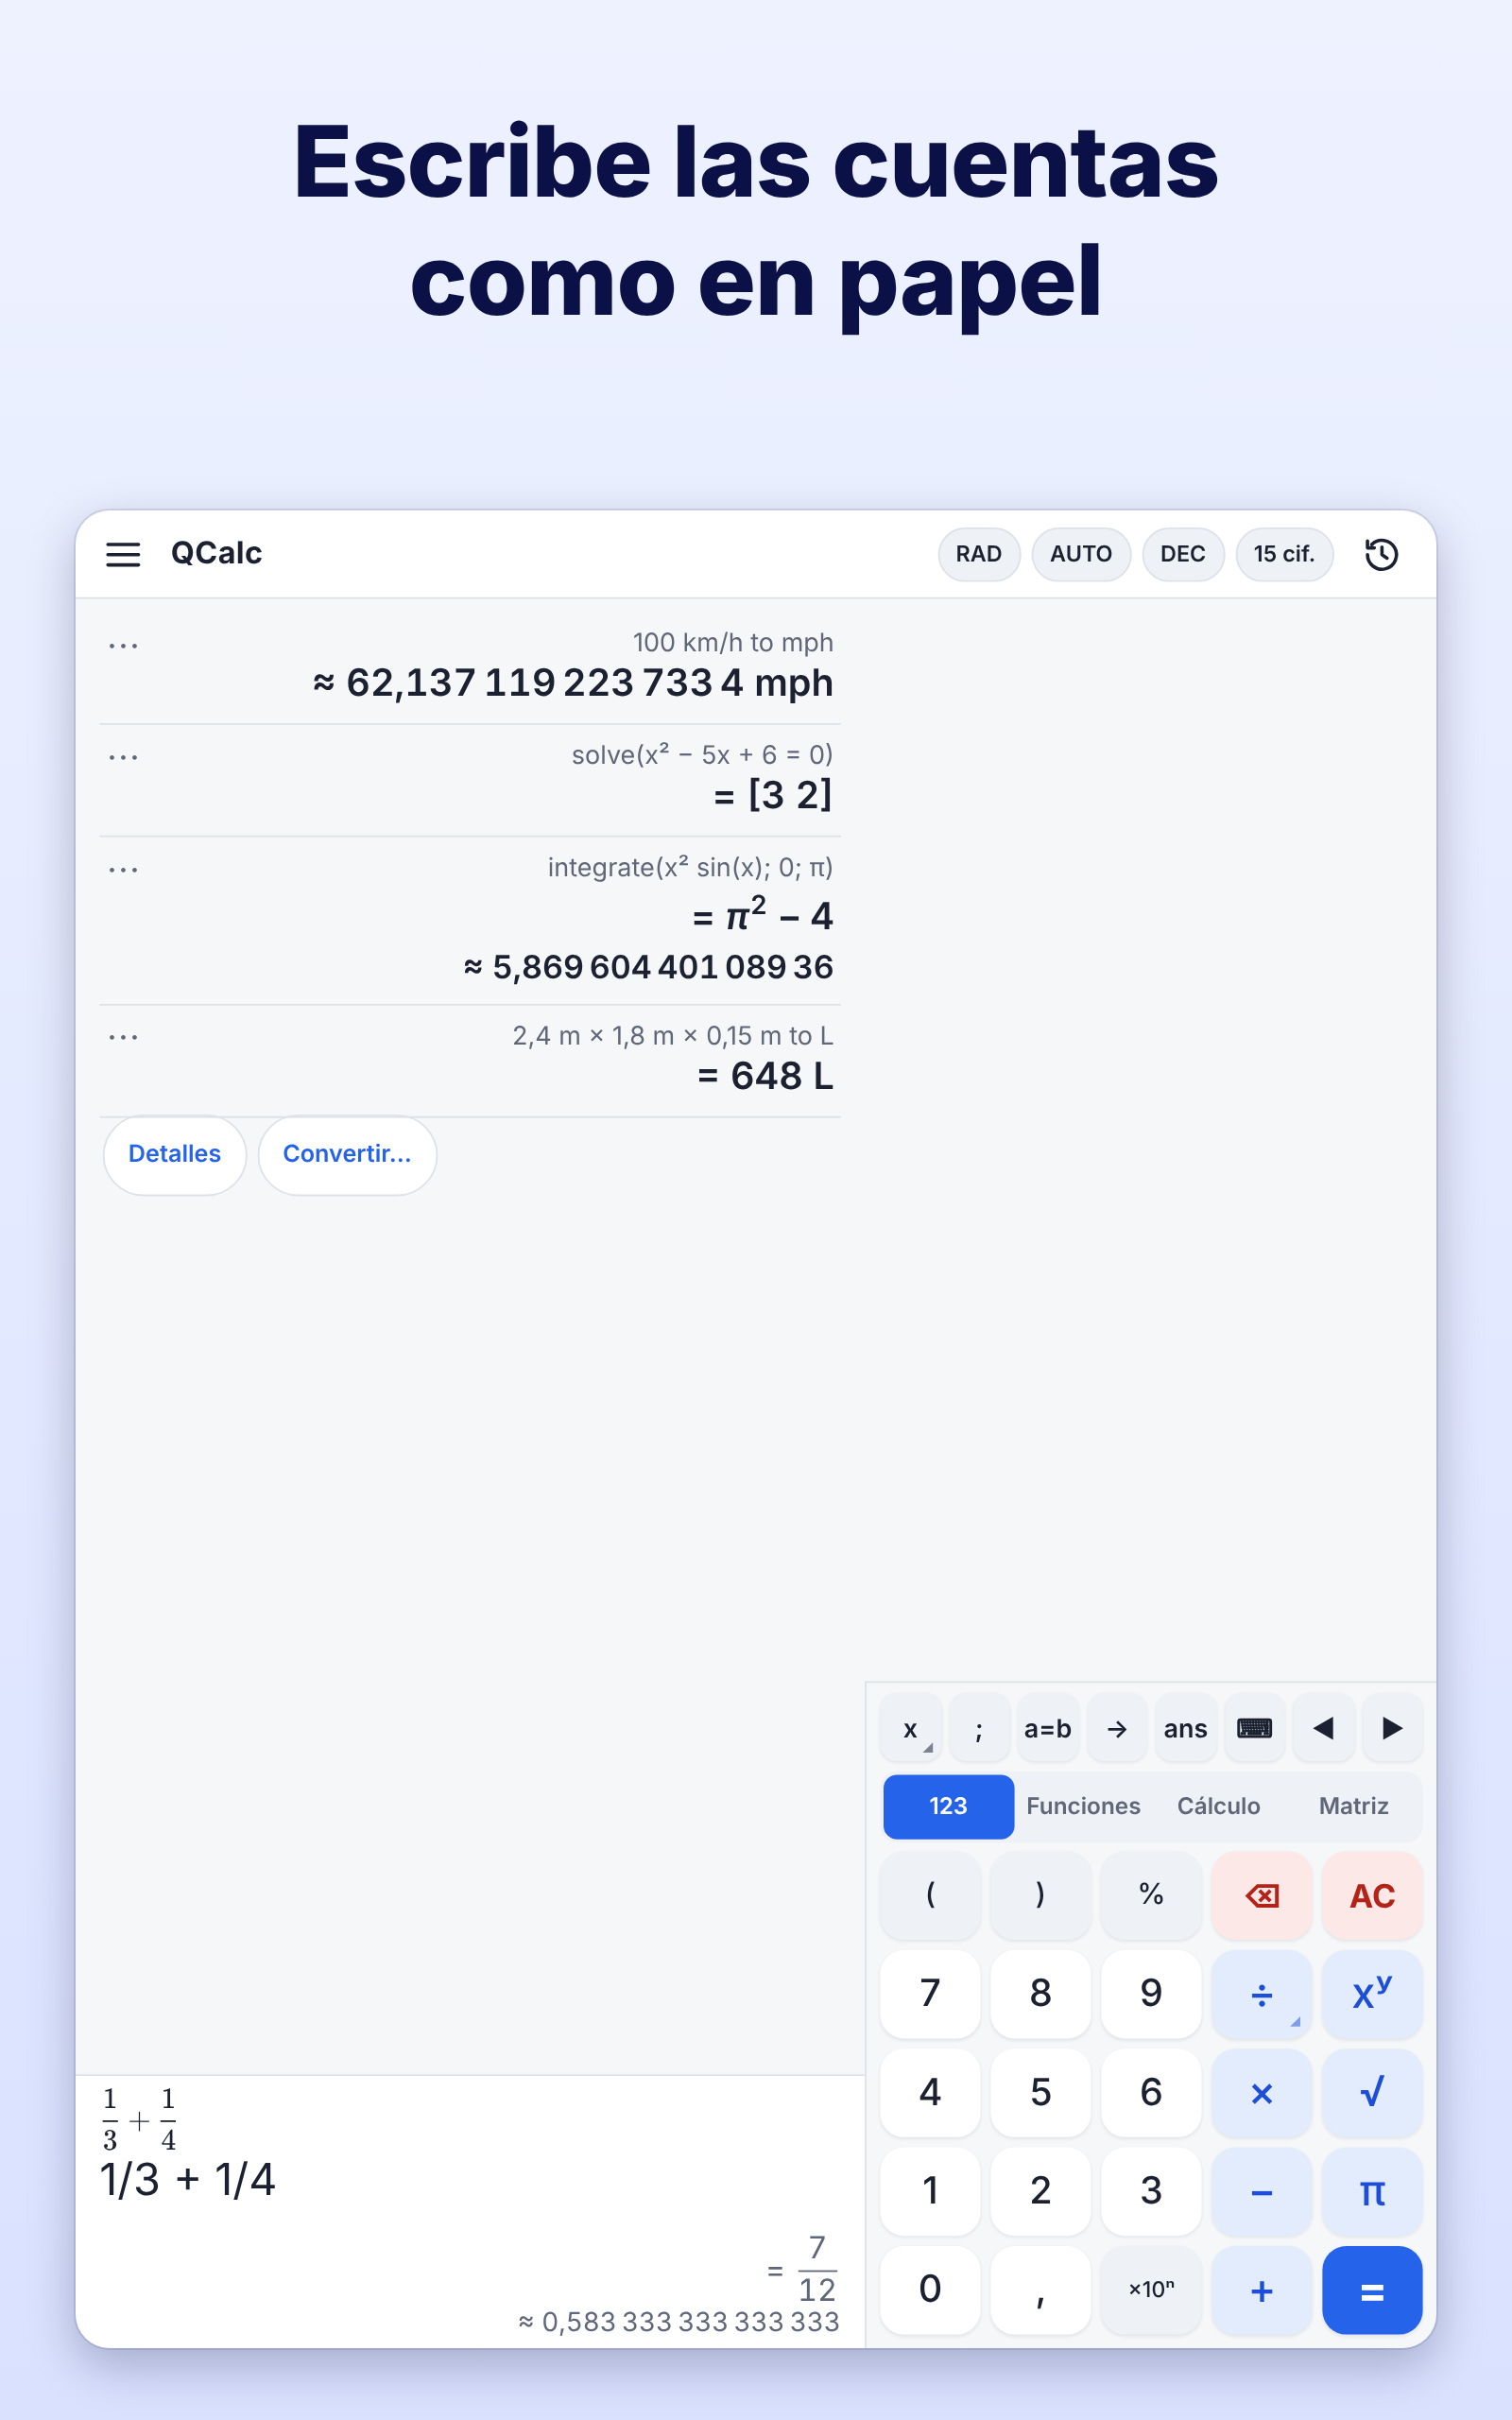 Escribe las cuentas
como en papel
QCalc
RAD AUTO DEC 15 cif.
100 km/h to mph
≈ 62,137 119 223 733 4 mph
solve(x² − 5x + 6 = 0)
= [3 2]
integrate(x² sin(x); 0; π)
= π² − 4
≈ 5,869 604 401 089 36
2,4 m × 1,8 m × 0,15 m to L
= 648 L
Detalles Convertir...
x ; a=b → ans ⌨ ◀ ▶
123 Funciones Cálculo Matriz
( ) % ⌫ AC
7 8 9 ÷ xʸ
4 5 6 × √
1 2 3 − π
0 , ×10ⁿ + =
1/3 + 1/4
1/3 + 1/4
= 7/12
≈ 0,583 333 333 333 333